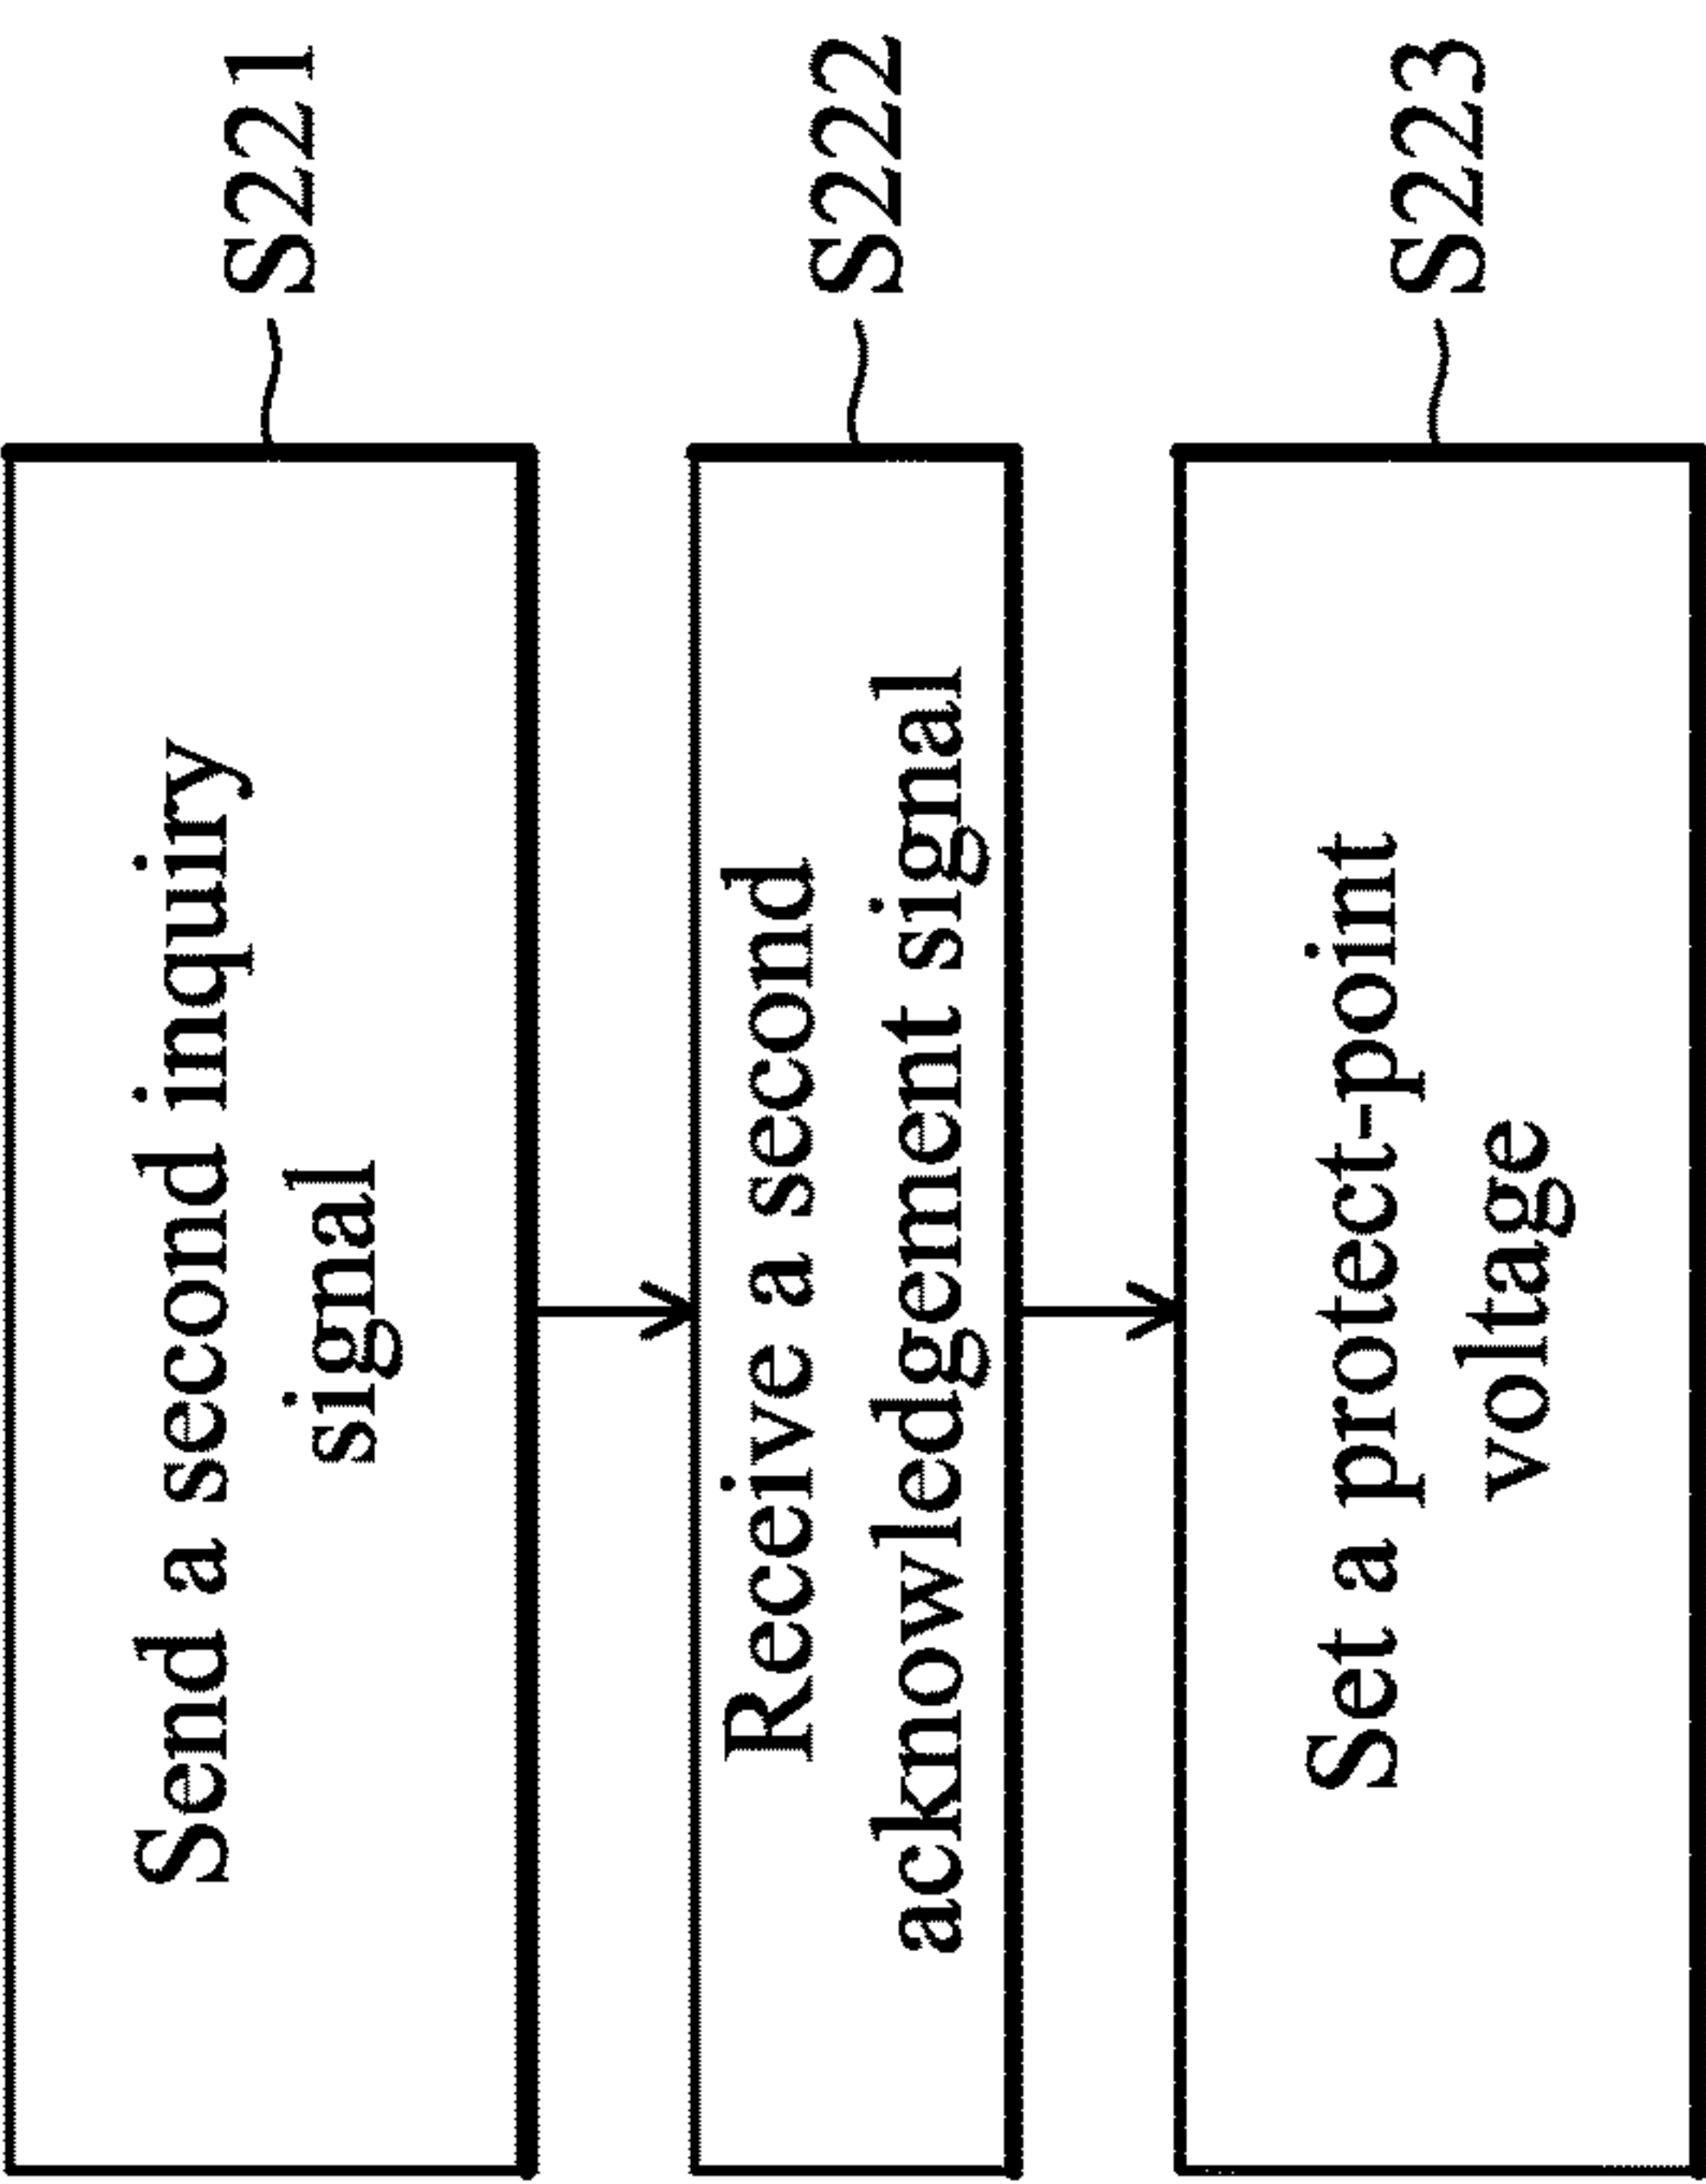 Send a second inquiry
signal
S221
Receive a second
acknowledgement signal
S222
Set a protect-point
voltage
S223